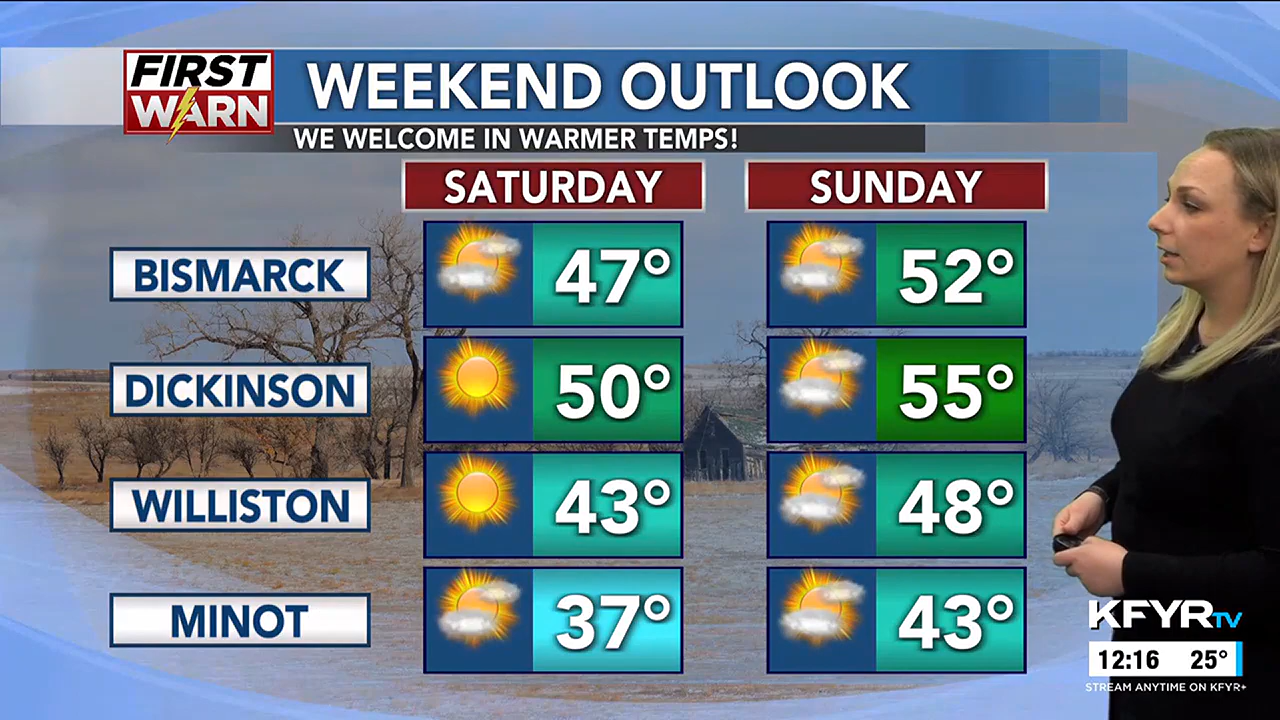 FIRST
WARN
WEEKEND OUTLOOK
WE WELCOME IN WARMER TEMPS!
SATURDAY SUNDAY
BISMARCK 47° 52°
DICKINSON 50° 55°
WILLISTON 43° 48°
MINOT 37° 43°
KFYRTV
12:16 25°
STREAM ANYTIME ON KFYR+